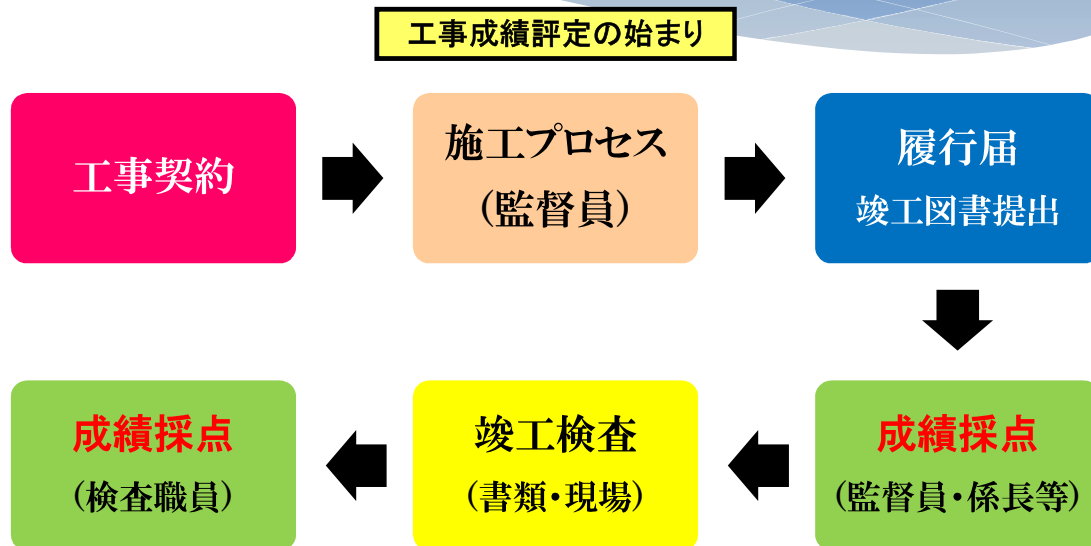 工事成績評定の始まり
工事契約
施工プロセス
(監督員)
履行届
竣工図書提出
成績採点
(監督員・係長等)
竣工検査
(書類・現場)
成績採点
(検査職員)